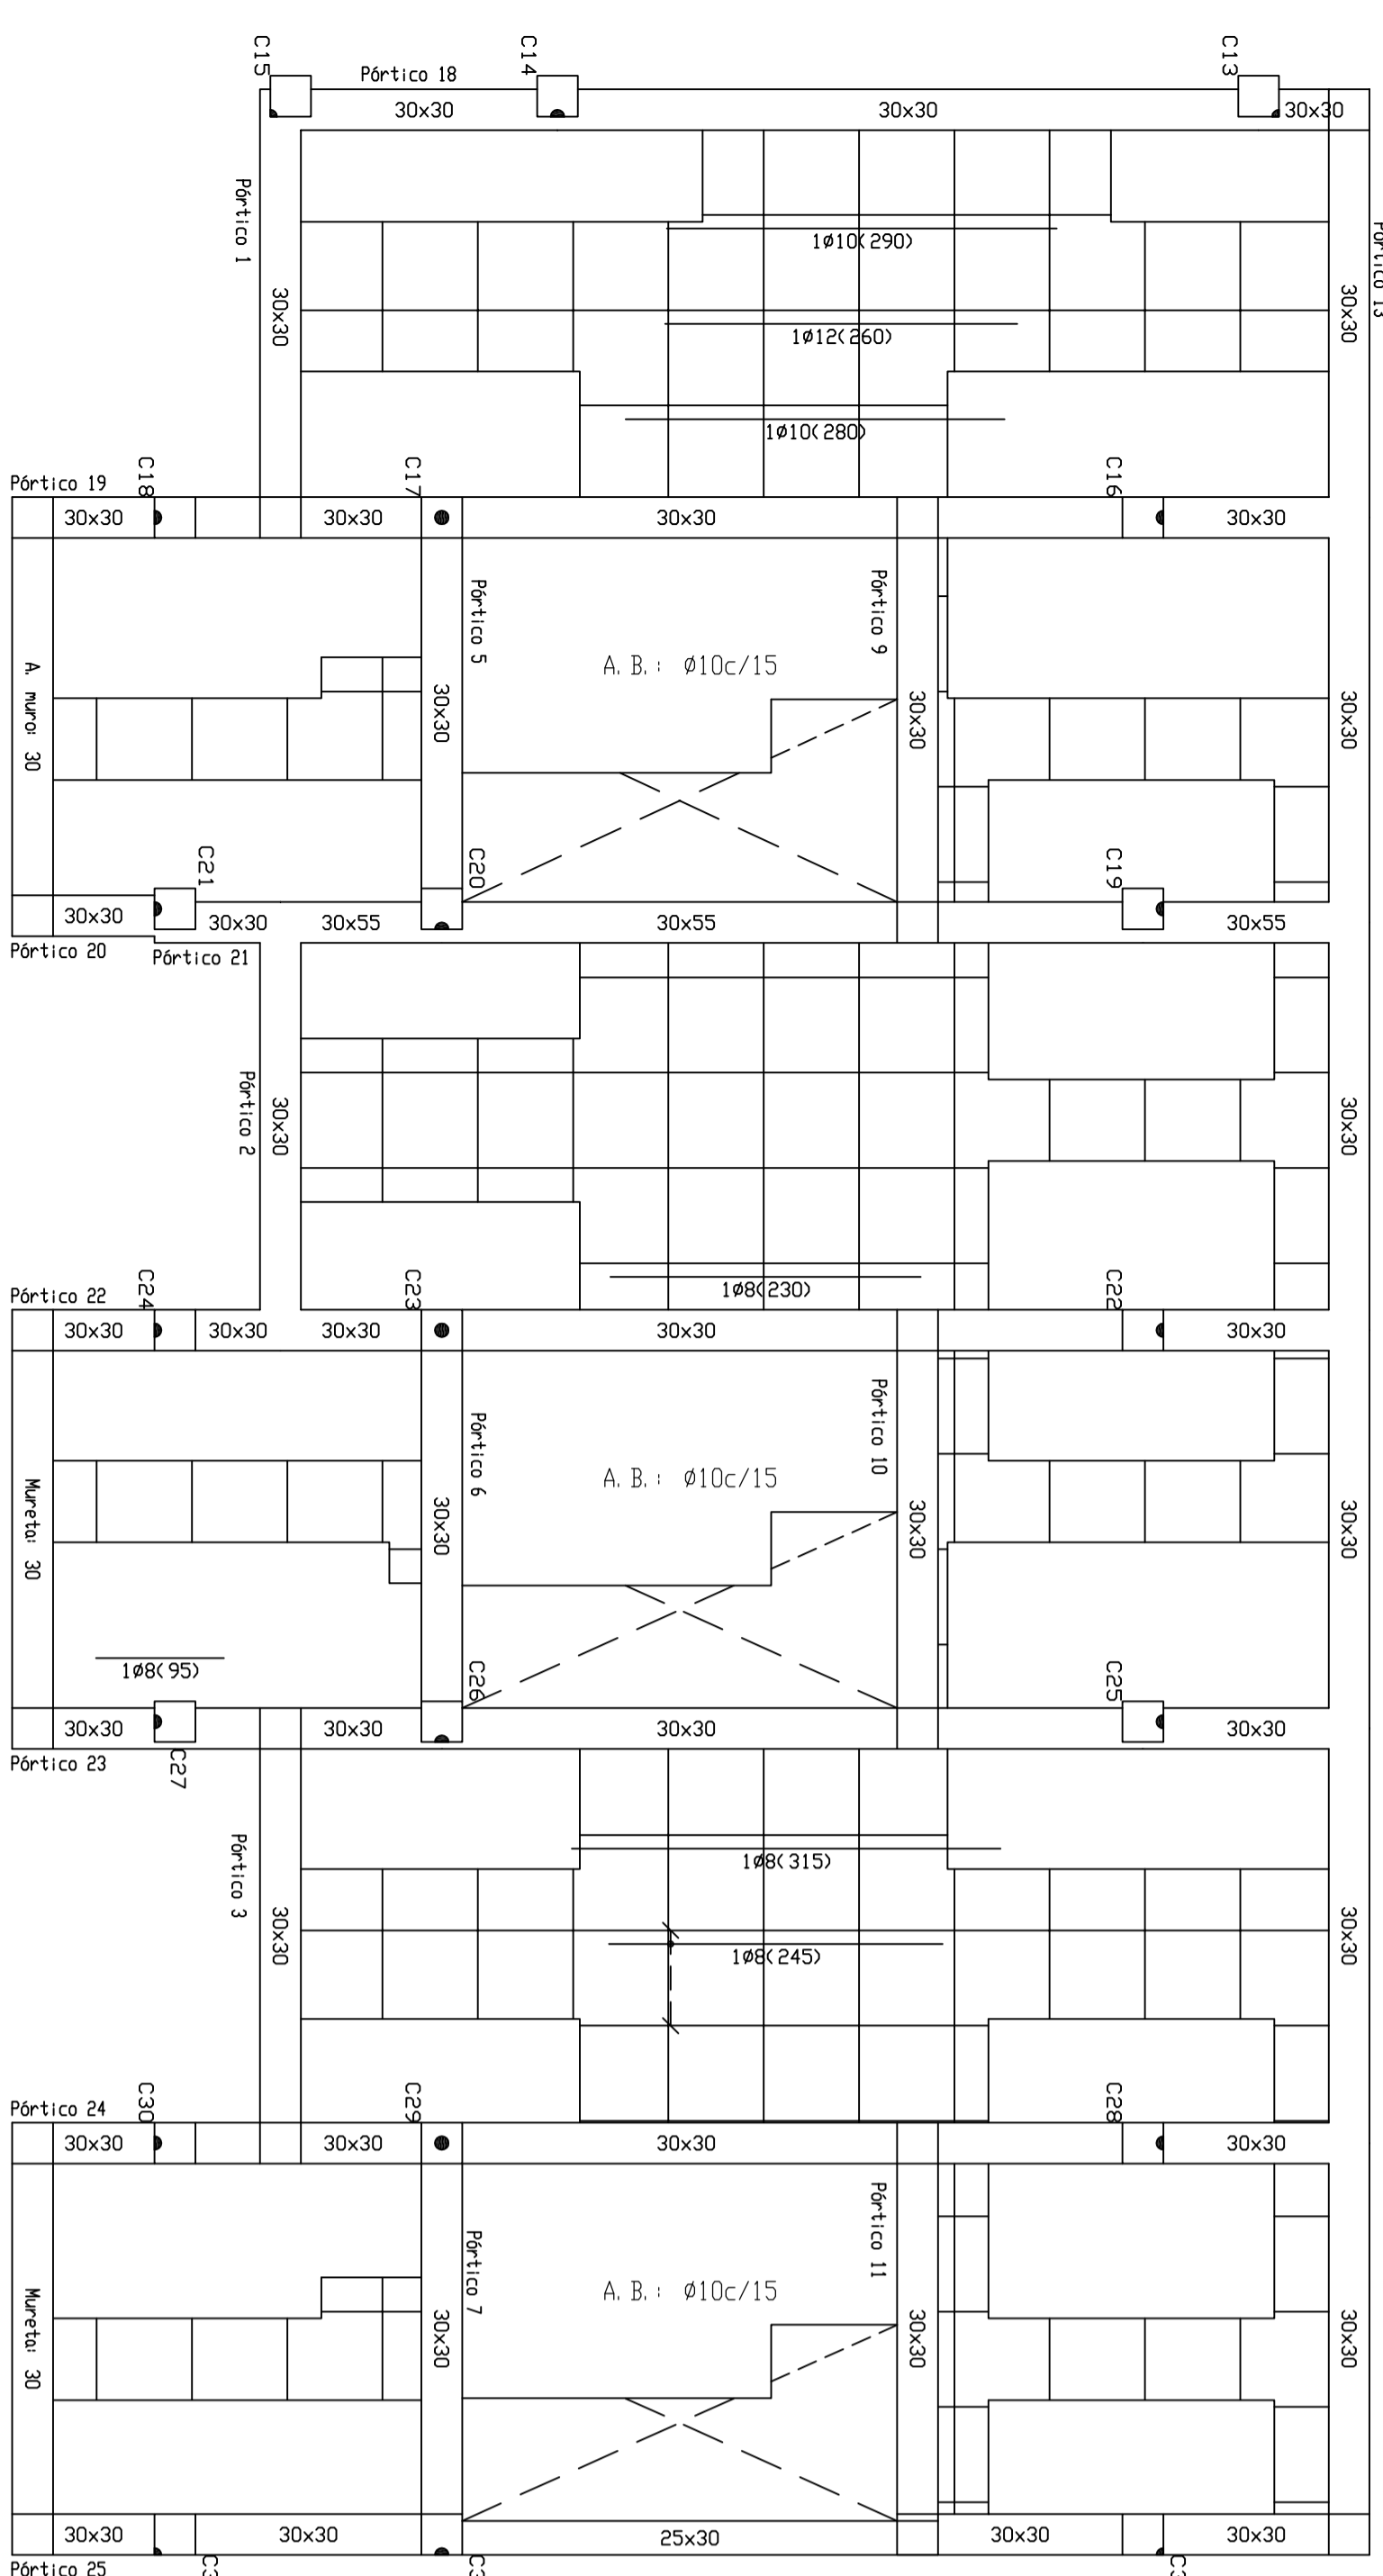 C15
Pórtico 18
C14
C13
30x30
30x30
30x30
Pórtico 1
Pórtico 13
1ø10(290)
30x30
30x30
1ø12(260)
1ø10(280)
Pórtico 19
C18
C17
C16
30x30
30x30
30x30
30x30
Pórtico 5
Pórtico 9
A. muro: 30
A. B.: ø10c/15
30x30
30x30
30x30
C21
C20
C19
30x30
30x30
30x55
30x55
30x55
Pórtico 20
Pórtico 21
Pórtico 2
30x30
30x30
1ø8(230)
Pórtico 22
C24
C23
C22
30x30
30x30
30x30
30x30
30x30
Pórtico 6
Pórtico 10
A. B.: ø10c/15
Mureta: 30
30x30
30x30
30x30
1ø8(95)
C26
C25
30x30
30x30
30x30
30x30
Pórtico 23
C27
Pórtico 3
1ø8(315)
30x30
30x30
1ø8(245)
Pórtico 24
C30
C29
C28
30x30
30x30
30x30
30x30
Pórtico 7
Pórtico 11
A. B.: ø10c/15
Mureta: 30
30x30
30x30
30x30
30x30
30x30
25x30
30x30
30x30
Pórtico 25